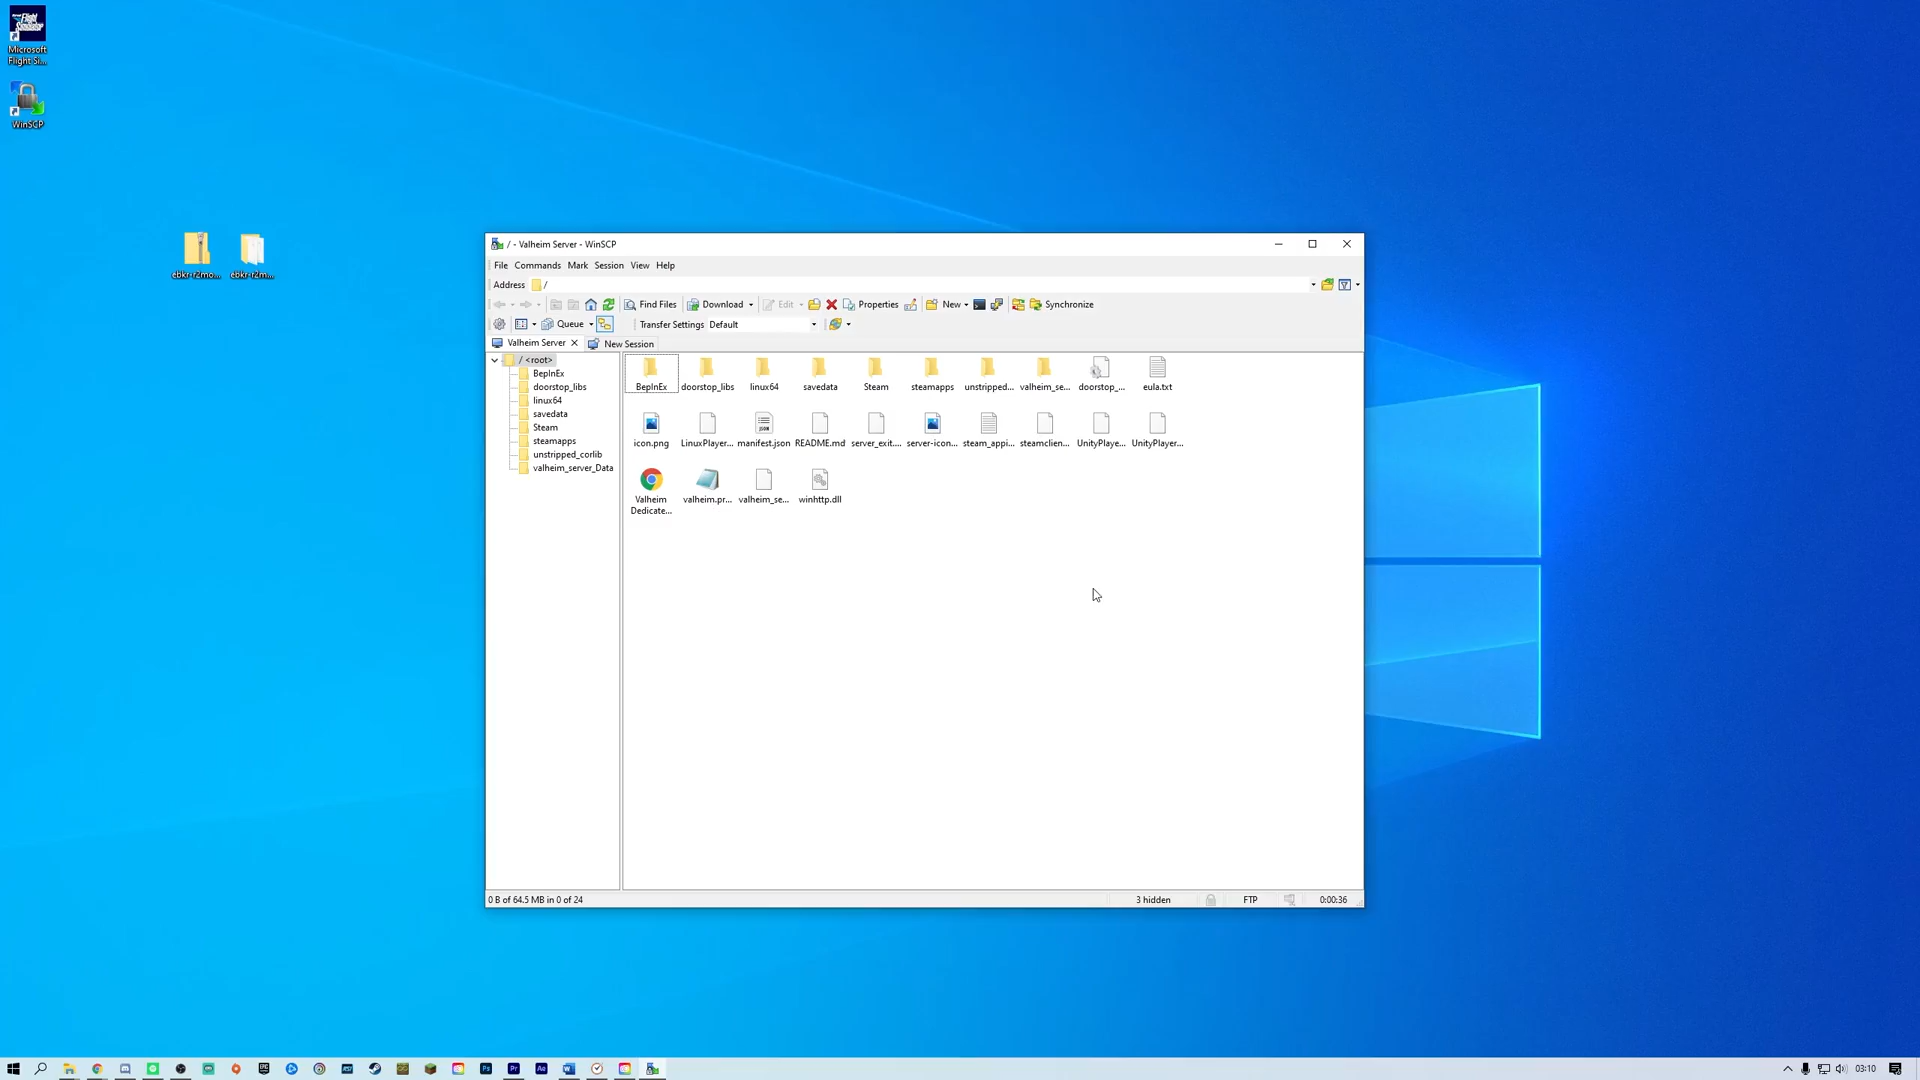 Microsoft
Flight Si...
WinSCP
ebkr-r2mo...
ebkr-r2m...
/ - Valheim Server - WinSCP
File Commands Mark Session View Help
Address /
Find Files Download Edit Properties New Synchronize
Queue Transfer Settings Default
Valheim Server New Session
/ <root>
BepInEx
doorstop_libs
linux64
savedata
Steam
steamapps
unstripped_corlib
valheim_server_Data
BepInEx doorstop_libs linux64 savedata Steam steamapps unstripped... valheim_se... doorstop_... eula.txt
icon.png LinuxPlayer... manifest.json README.md server_exit.... server-icon... steam_appi... steamclien... UnityPlaye... UnityPlayer...
Valheim
Dedicate... valheim.pr... valheim_se... winhttp.dll
0 B of 64.5 MB in 0 of 24 3 hidden FTP 0:00:36
03:10